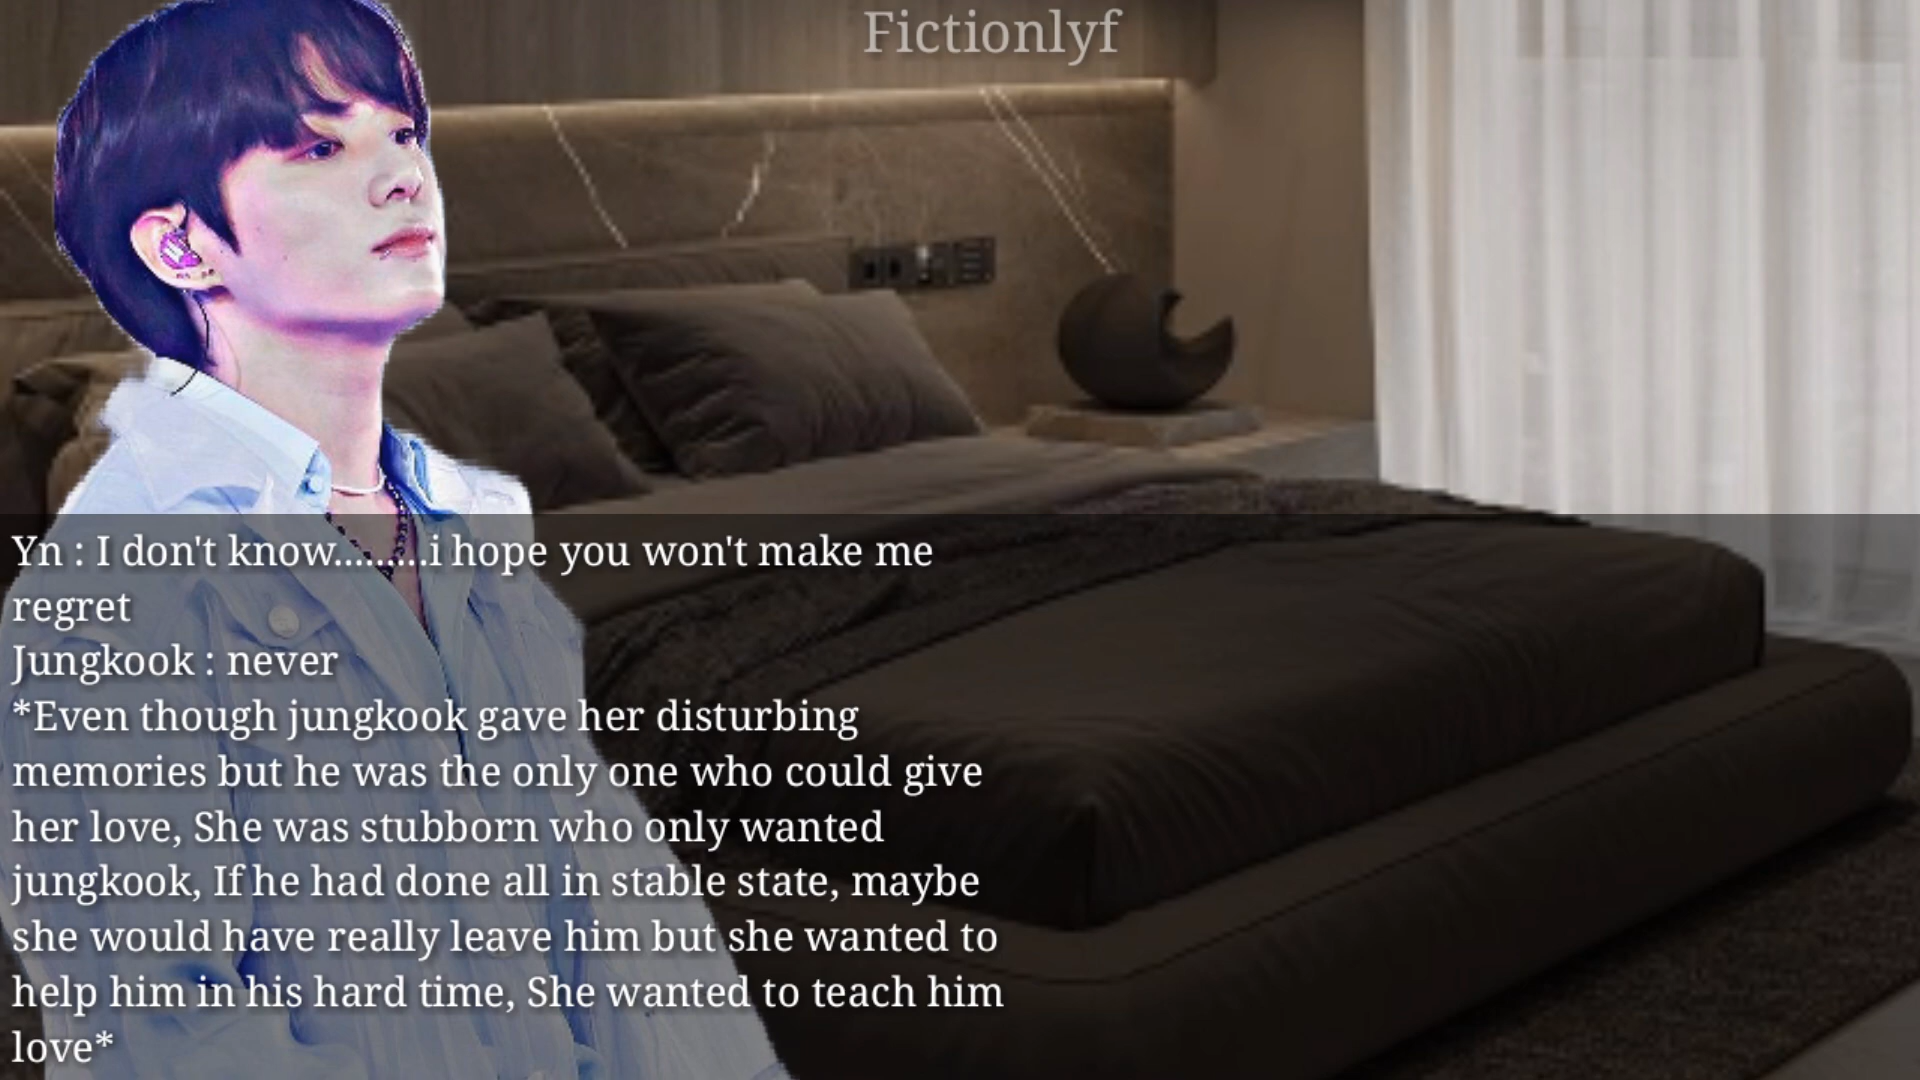 Fictionlyf
Yn : I don't know.........i hope you won't make me
regret
Jungkook : never
*Even though jungkook gave her disturbing
memories but he was the only one who could give
her love, She was stubborn who only wanted
jungkook, If he had done all in stable state, maybe
she would have really leave him but she wanted to
help him in his hard time, She wanted to teach him
love*